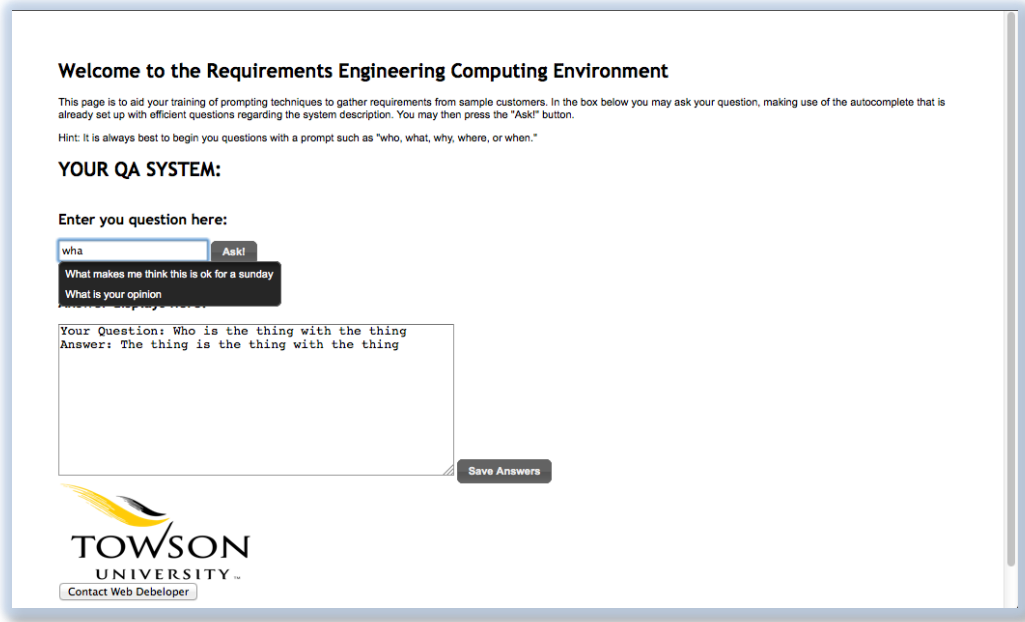 Welcome to the Requirements Engineering Computing Environment
This page is to aid your training of prompting techniques to gather requirements from sample customers. In the box below you may ask your question, making use of the autocomplete that is
already set up with efficient questions regarding the system description. You may then press the "Ask!" button.
Hint: It is always best to begin you questions with a prompt such as "who, what, why, where, or when."
YOUR QA SYSTEM:
Enter you question here:
wha Ask!
What makes me think this is ok for a sunday
What is your opinion
Your Question: Who is the thing with the thing
Answer: The thing is the thing with the thing
Save Answers
TOWSON
UNIVERSITY™
Contact Web Debeloper